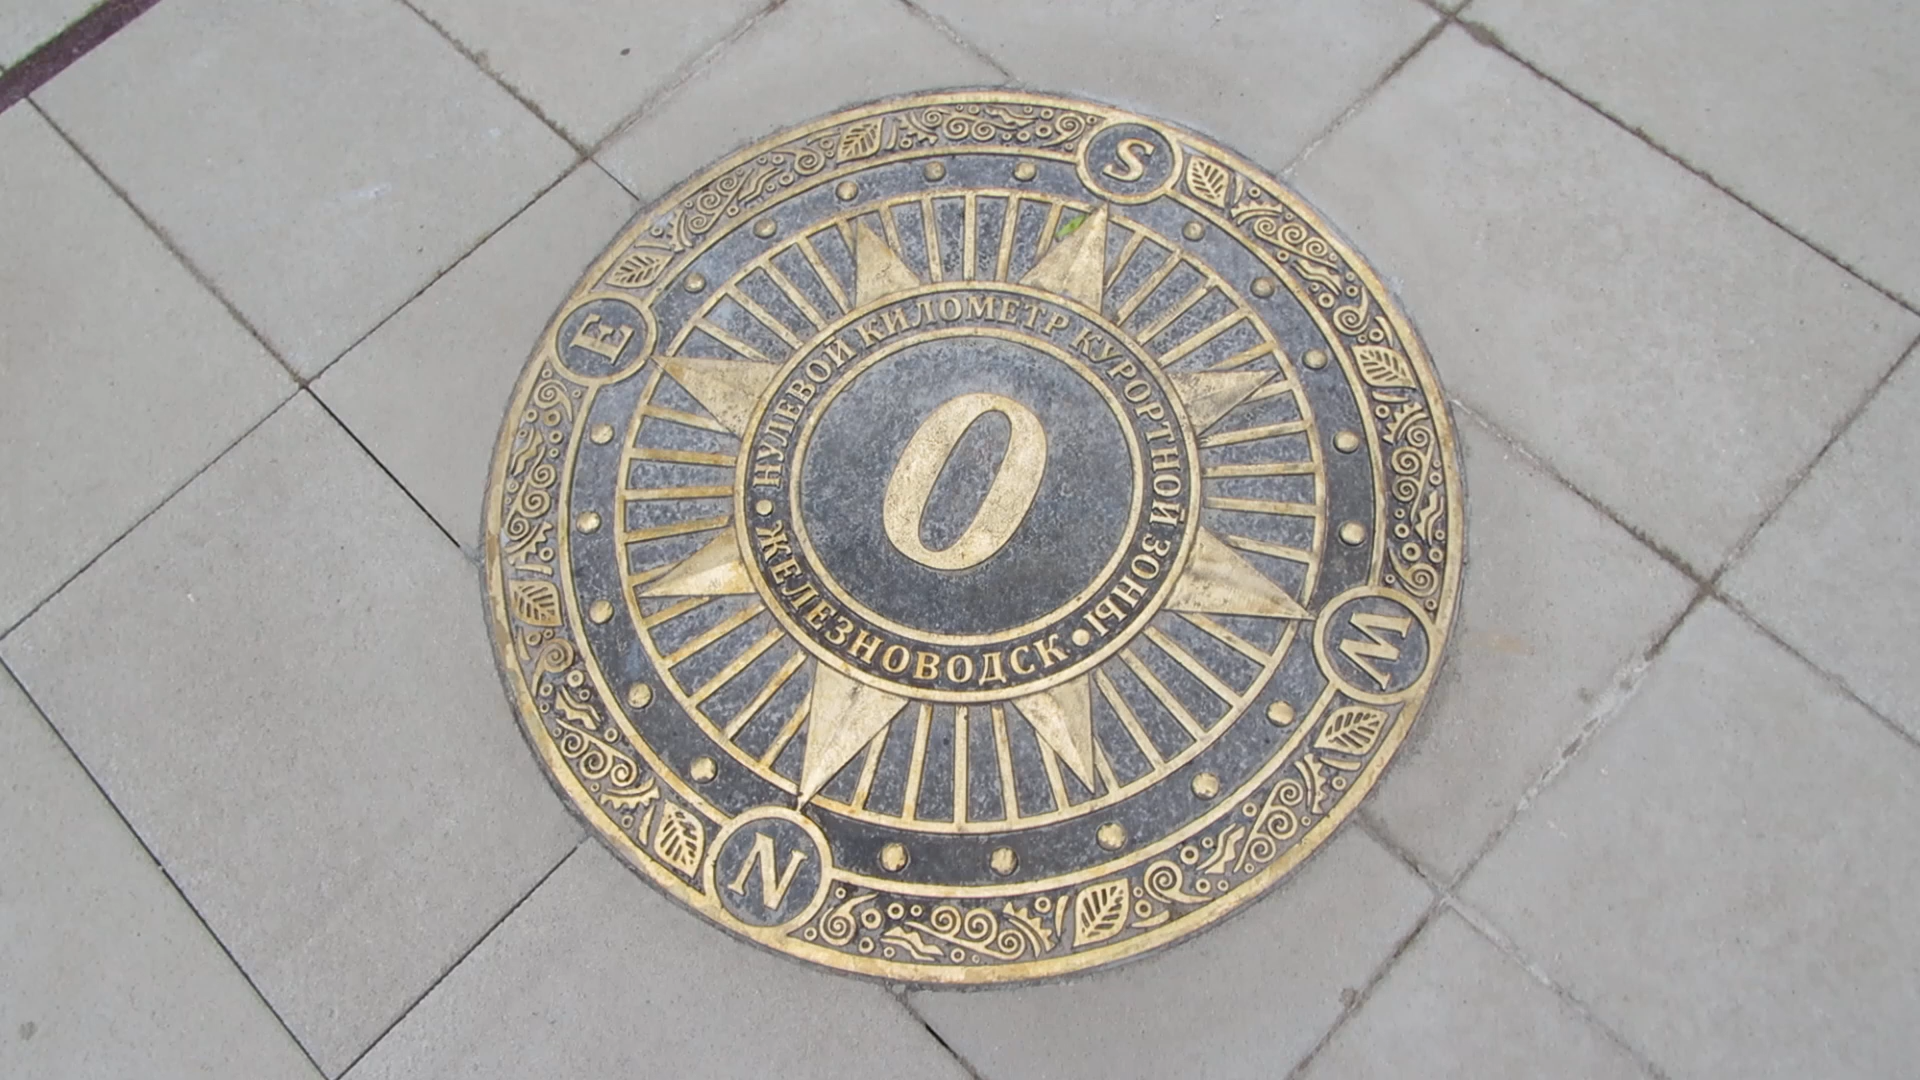 S
E
W
N
НУЛЕВОЙ КИЛОМЕТР КУРОРТНОЙ ЗОНЫ
• ЖЕЛЕЗНОВОДСК •
0